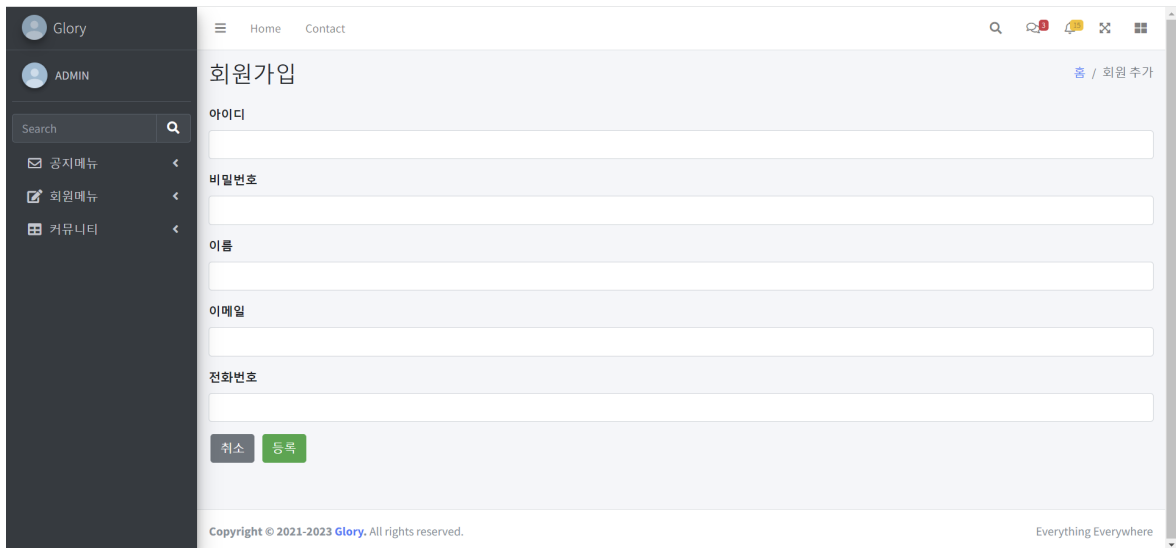 Glory
Home Contact
3
15
ADMIN
회원가입
홈 / 회원 추가
Search
공지메뉴
회원메뉴
커뮤니티
아이디
비밀번호
이름
이메일
전화번호
취소 등록
Copyright © 2021-2023 Glory. All rights reserved.
Everything Everywhere